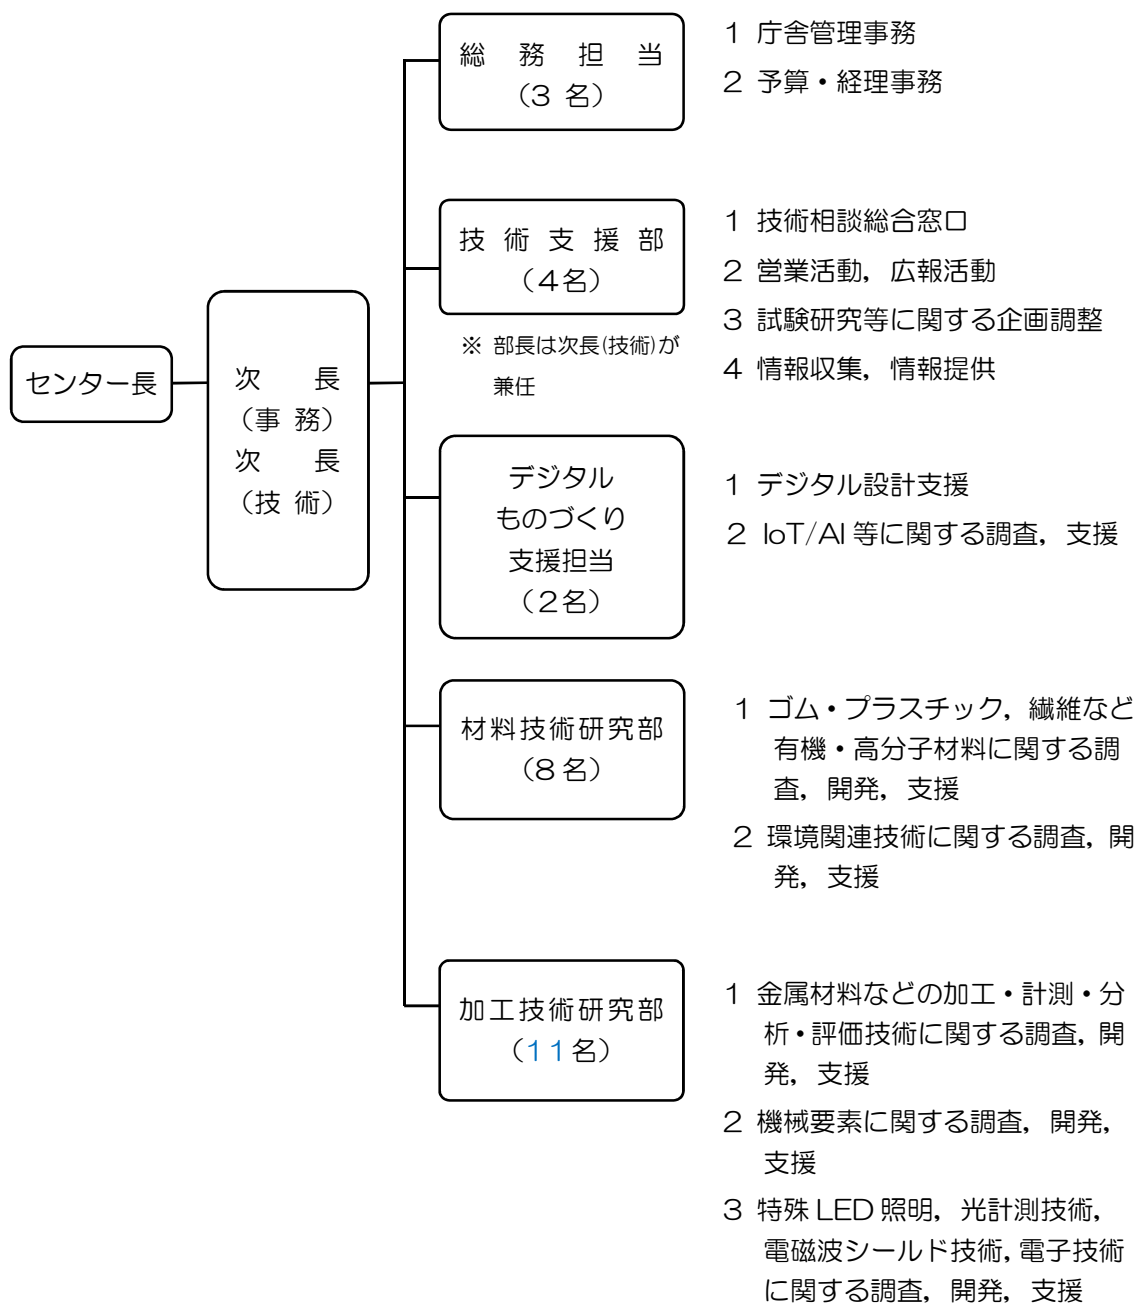 総務担当
（３ 名）
1 庁舎管理事務
2 予算・経理事務
技術支援部
（４名）
※ 部長は次長(技術)が
兼任
1 技術相談総合窓口
2 営業活動，広報活動
3 試験研究等に関する企画調整
4 情報収集，情報提供
センター長
次長
（事 務）
次長
（技 術）
デジタル
ものづくり
支援担当
（２名）
1 デジタル設計支援
2 IoT/AI 等に関する調査，支援
材料技術研究部
（８名）
1 ゴム・プラスチック，繊維など
有機・高分子材料に関する調
査，開発，支援
2 環境関連技術に関する調査，開
発，支援
加工技術研究部
（１１名）
1 金属材料などの加工・計測・分
析・評価技術に関する調査，開
発，支援
2 機械要素に関する調査，開発，
支援
3 特殊 LED 照明，光計測技術，
電磁波シールド技術，電子技術
に関する調査，開発，支援